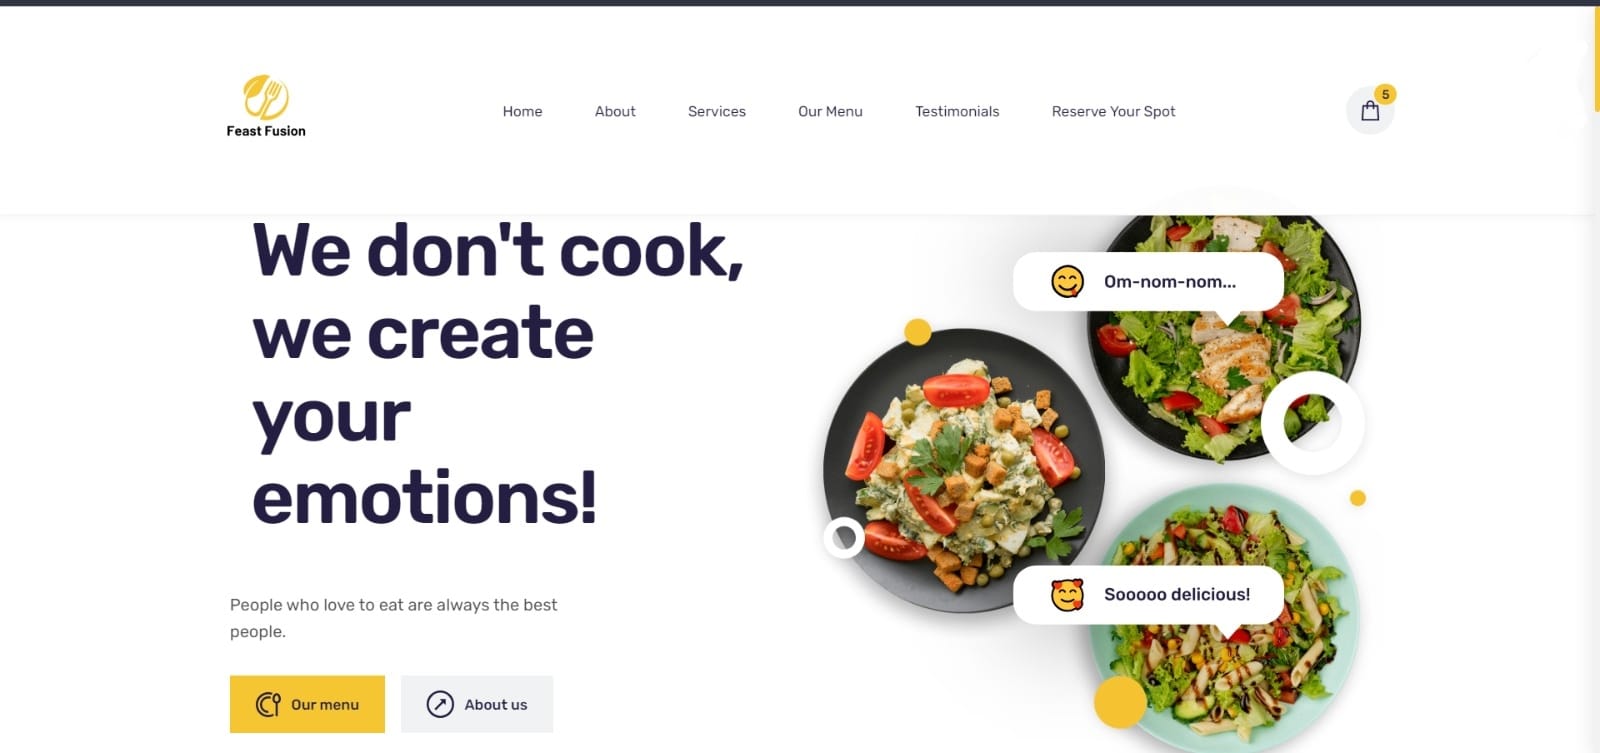 Feast Fusion
Home
About
Services
Our Menu
Testimonials
Reserve Your Spot
5
We don't cook,
we create
your
emotions!
Om-nom-nom...
Sooooo delicious!
People who love to eat are always the best
people.
Our menu
About us